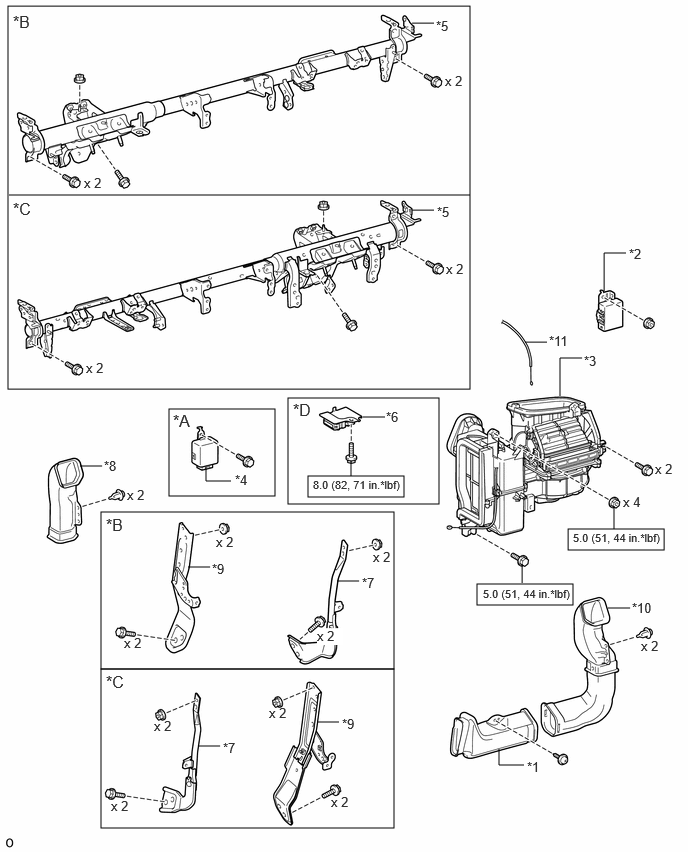 *B
*5
x 2
x 2
*C
*5
x 2
x 2
*2
*11
*3
*A
*4
*D
*6
8.0 (82, 71 in.*lbf)
*8
x 2
x 2
x 4
5.0 (51, 44 in.*lbf)
5.0 (51, 44 in.*lbf)
*B
x 2
*9
x 2
x 2
*7
x 2
*10
x 2
*C
x 2
*7
x 2
x 2
*9
x 2
*1
o